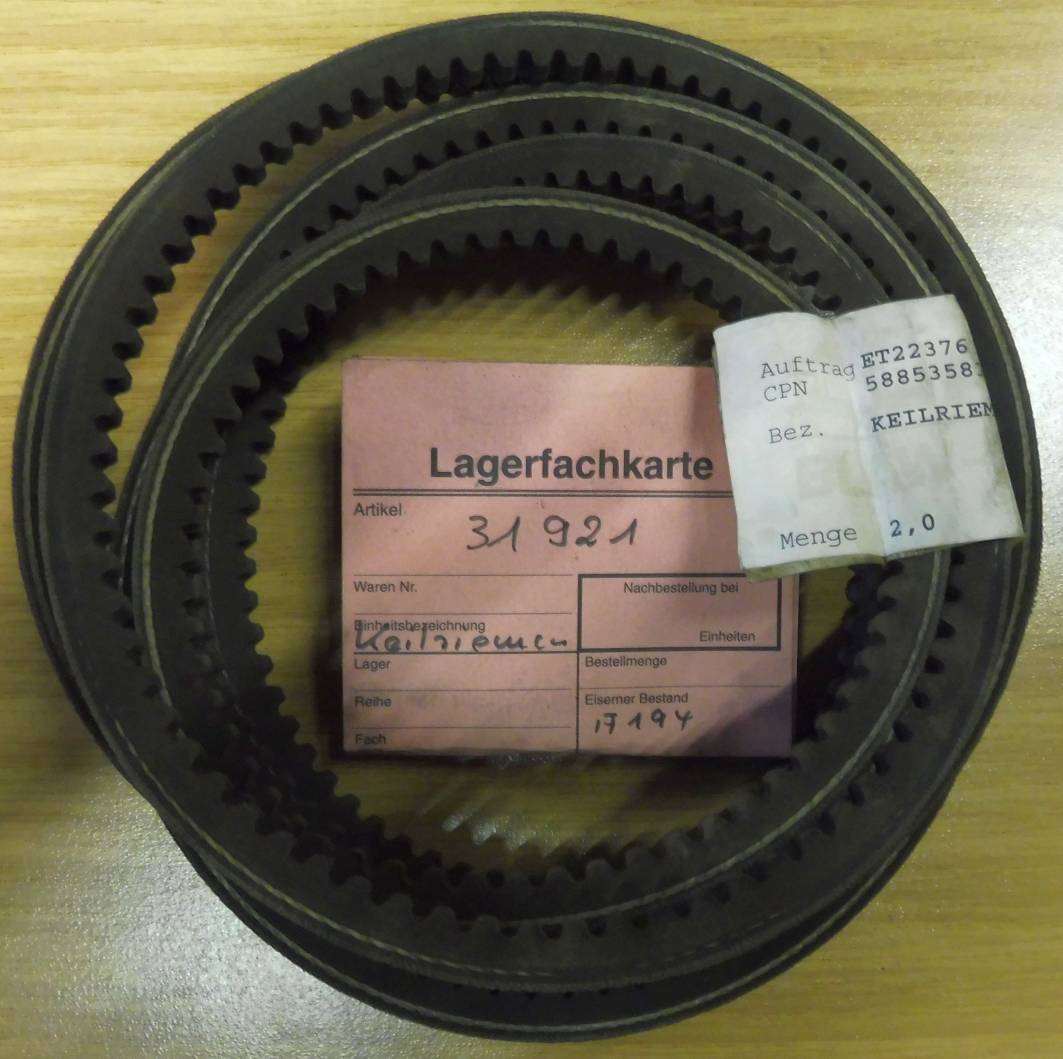 Auftrag ET22376
CPN 5885358
Bez. KEILRIEM
Menge 2,0
Lagerfachkarte
Artikel
31 921
Waren Nr.
Nachbestellung bei
Einheiten
Einheitsbezeichnung
Keilriemen
Lager
Bestellmenge
Reihe
Eiserner Bestand
17194
Fach